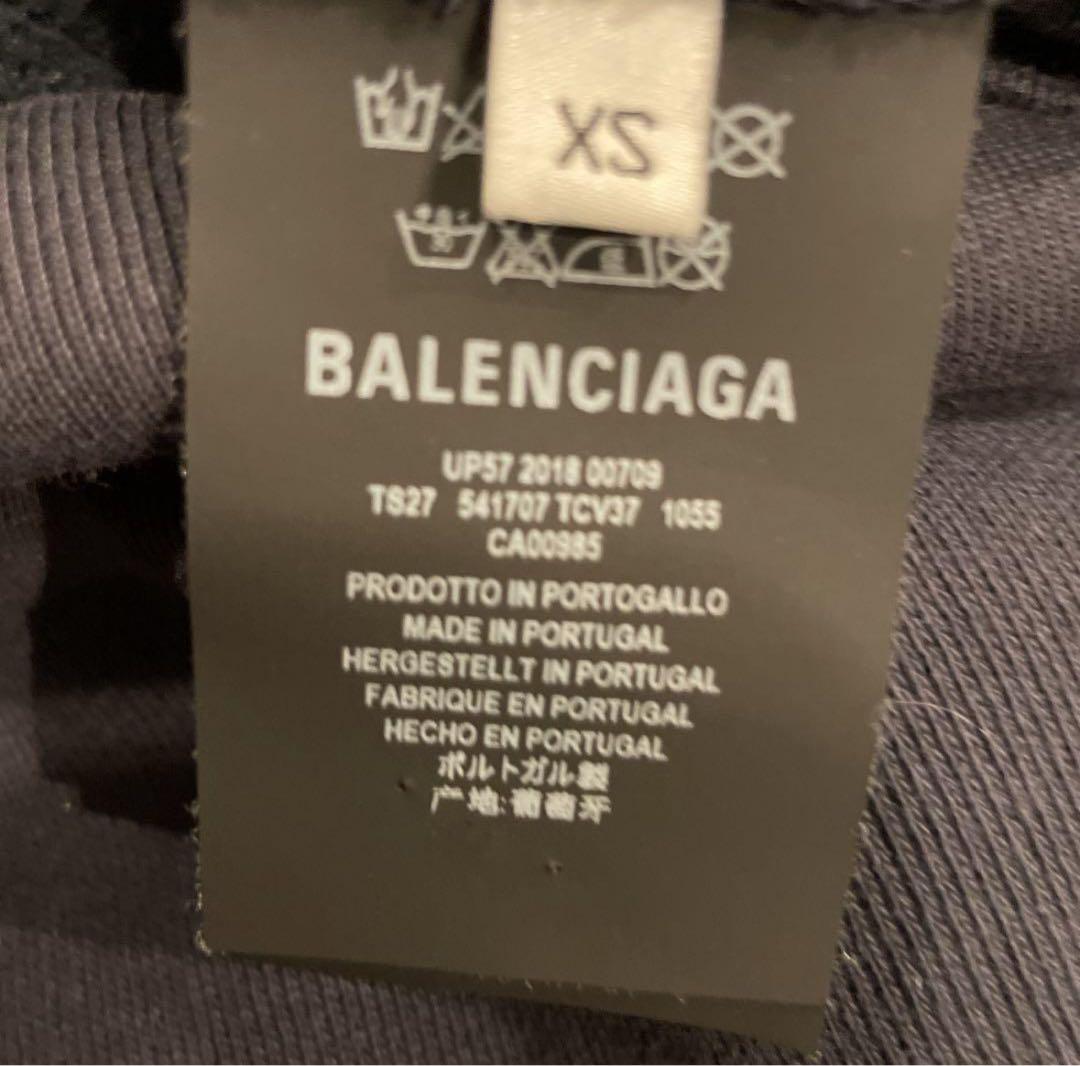 XS
BALENCIAGA
UP57 2018 00709
TS27 541707 TCV37 1055
CA00985
PRODOTTO IN PORTOGALLO
MADE IN PORTUGAL
HERGESTELLT IN PORTUGAL
FABRIQUE EN PORTUGAL
HECHO EN PORTUGAL
ポルトガル製
产地:葡萄牙